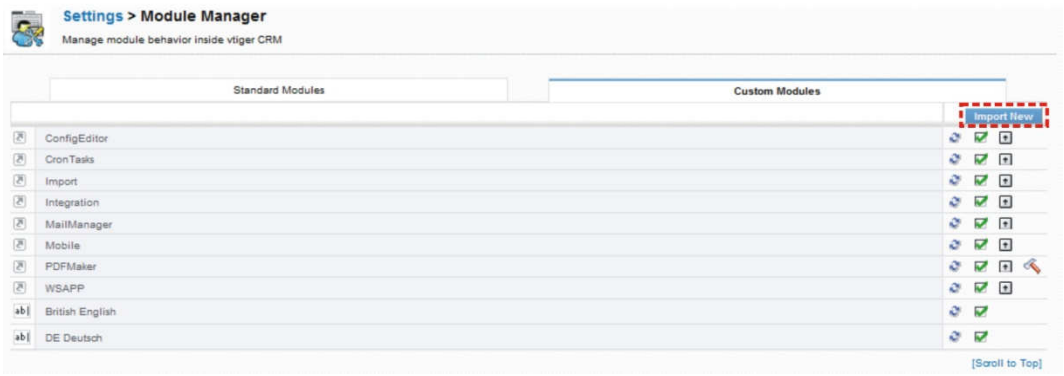 Settings > Module Manager
Manage module behavior inside vtiger CRM
Standard Modules
Custom Modules
Import New
ConfigEditor
CronTasks
Import
Integration
MailManager
Mobile
PDFMaker
WSAPP
ab| British English
ab| DE Deutsch
[Scroll to Top]